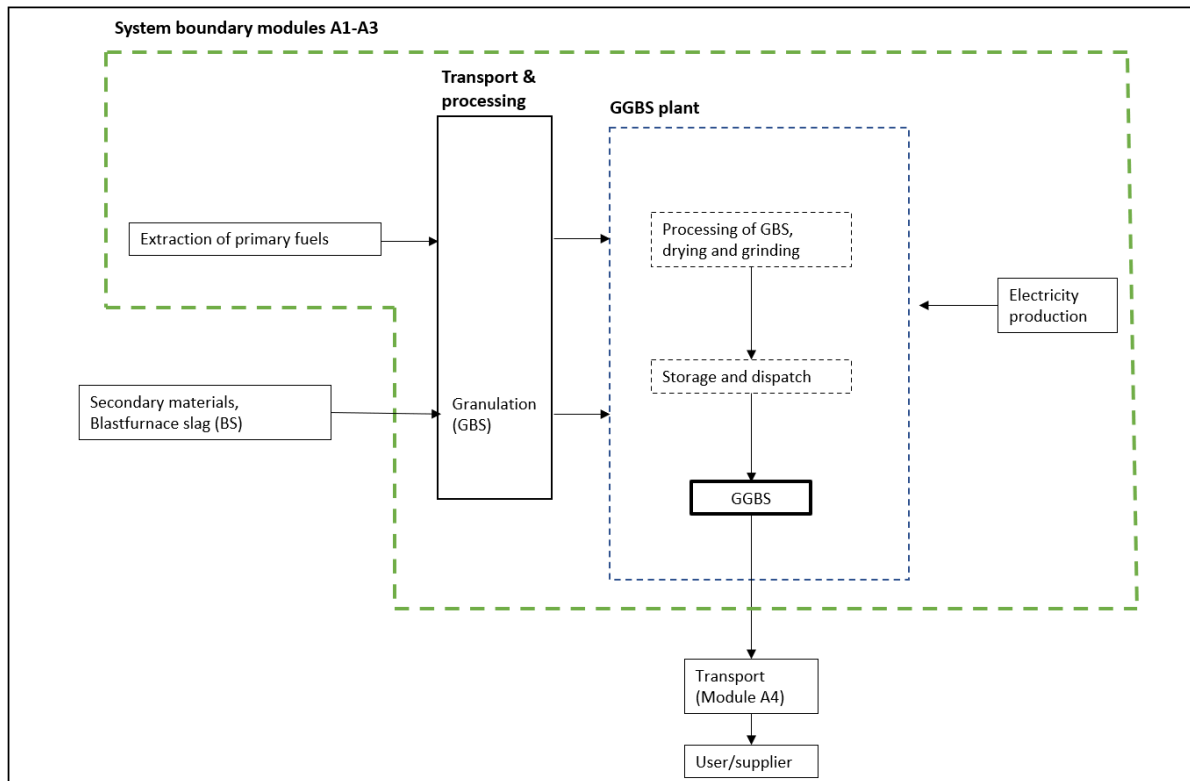 System boundary modules A1-A3
Transport &
processing
GGBS plant
Extraction of primary fuels
Processing of GBS,
drying and grinding
Electricity
production
Storage and dispatch
Secondary materials,
Blastfurnace slag (BS)
Granulation
(GBS)
GGBS
Transport
(Module A4)
User/supplier